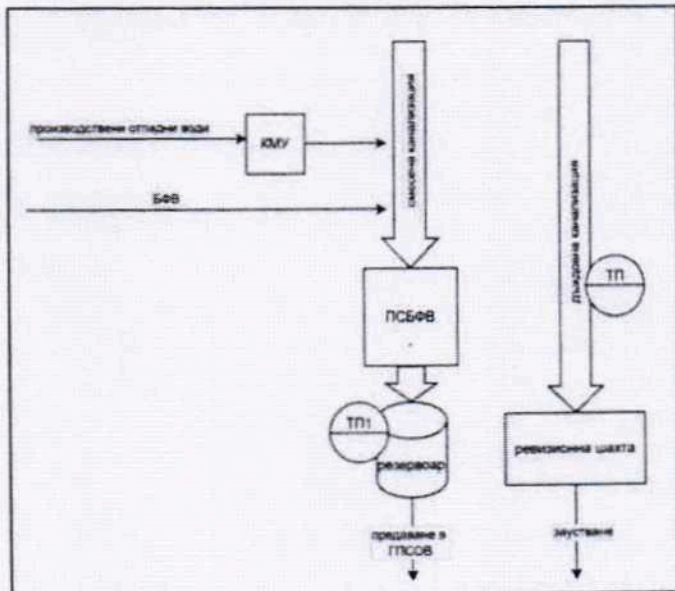 производствени отпадни води
КМУ
БФВ
смесена канализация
дъждовна канализация
ТП
ПСБФВ
ТП1
резервоар
ревизионна шахта
предаване в
ГПСОВ
заустване